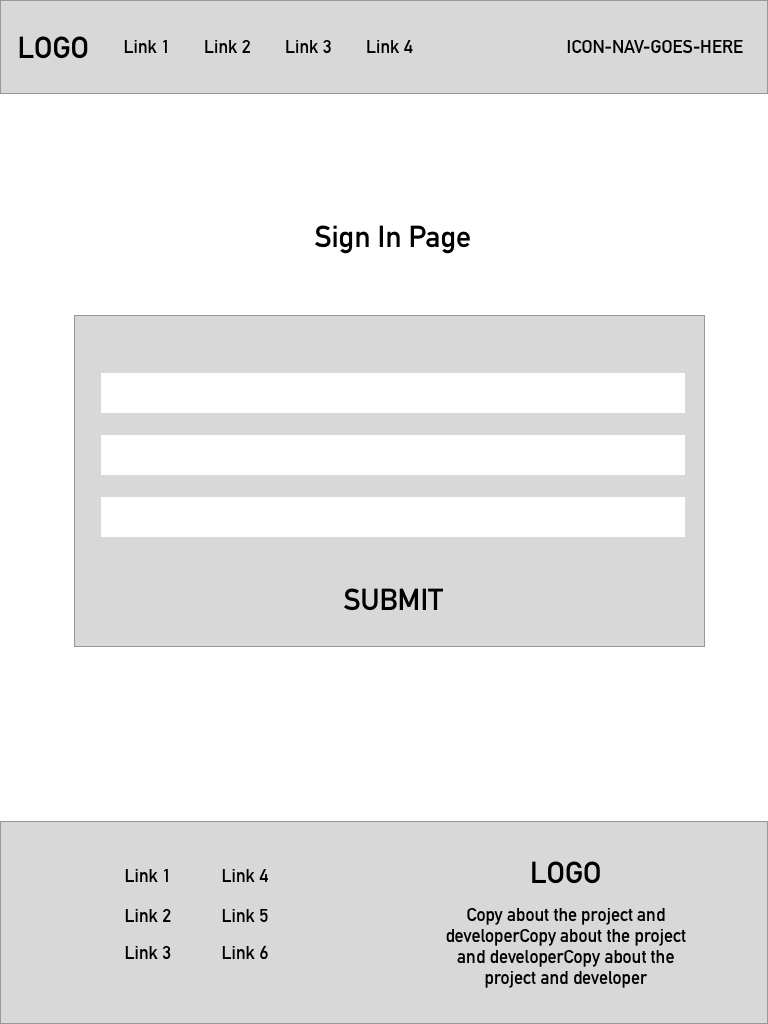 LOGO Link 1 Link 2 Link 3 Link 4 ICON-NAV-GOES-HERE
Sign In Page
SUBMIT
Link 1 Link 4
Link 2 Link 5
Link 3 Link 6
LOGO
Copy about the project and
developerCopy about the project
and developerCopy about the
project and developer